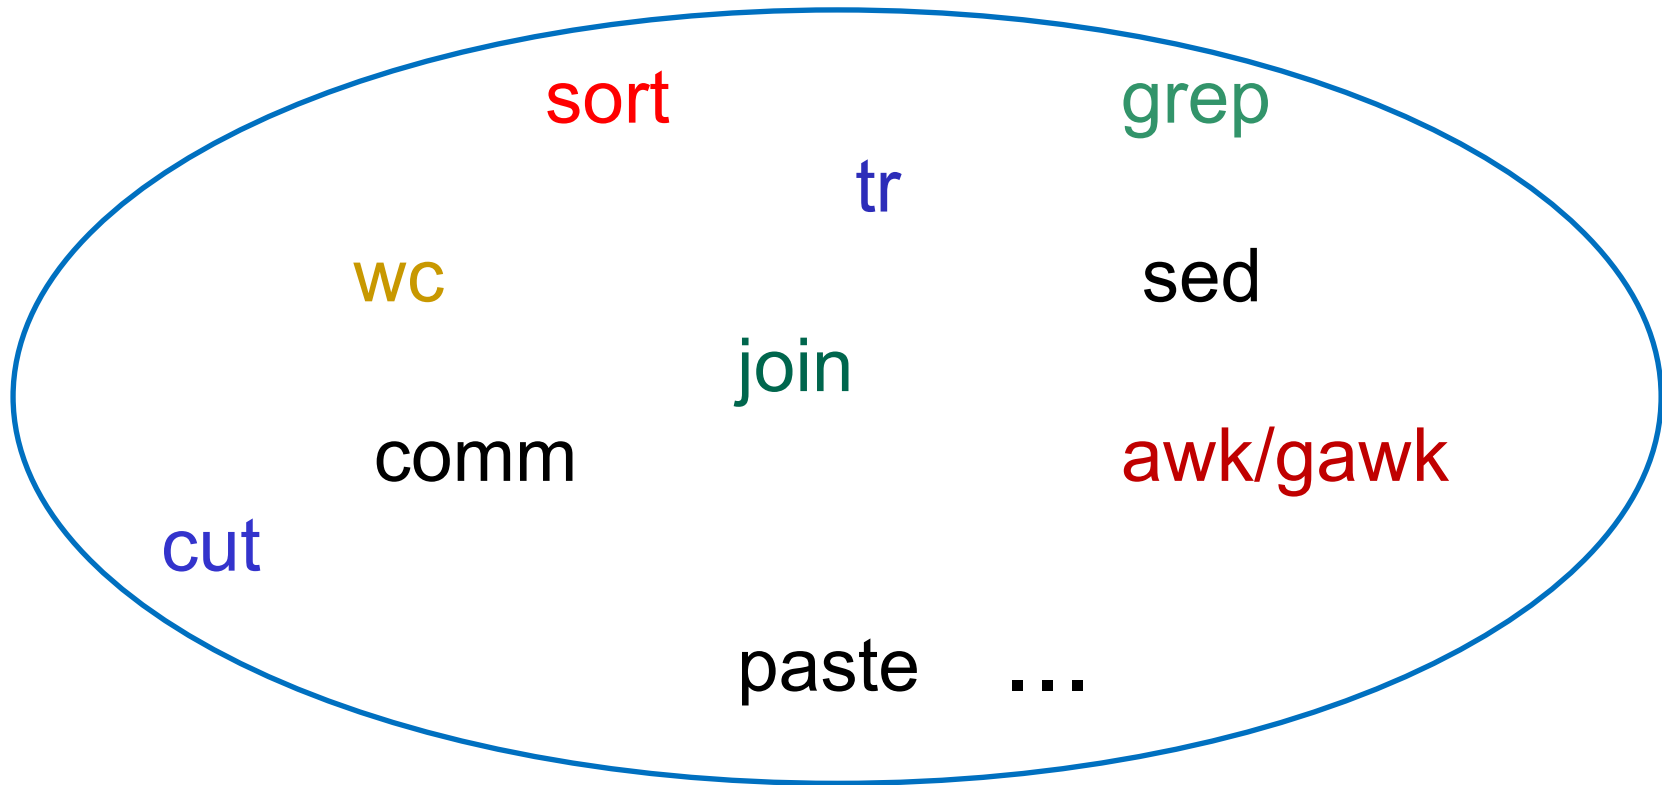 sort grep
tr
wc sed
join
comm awk/gawk
cut
paste ...